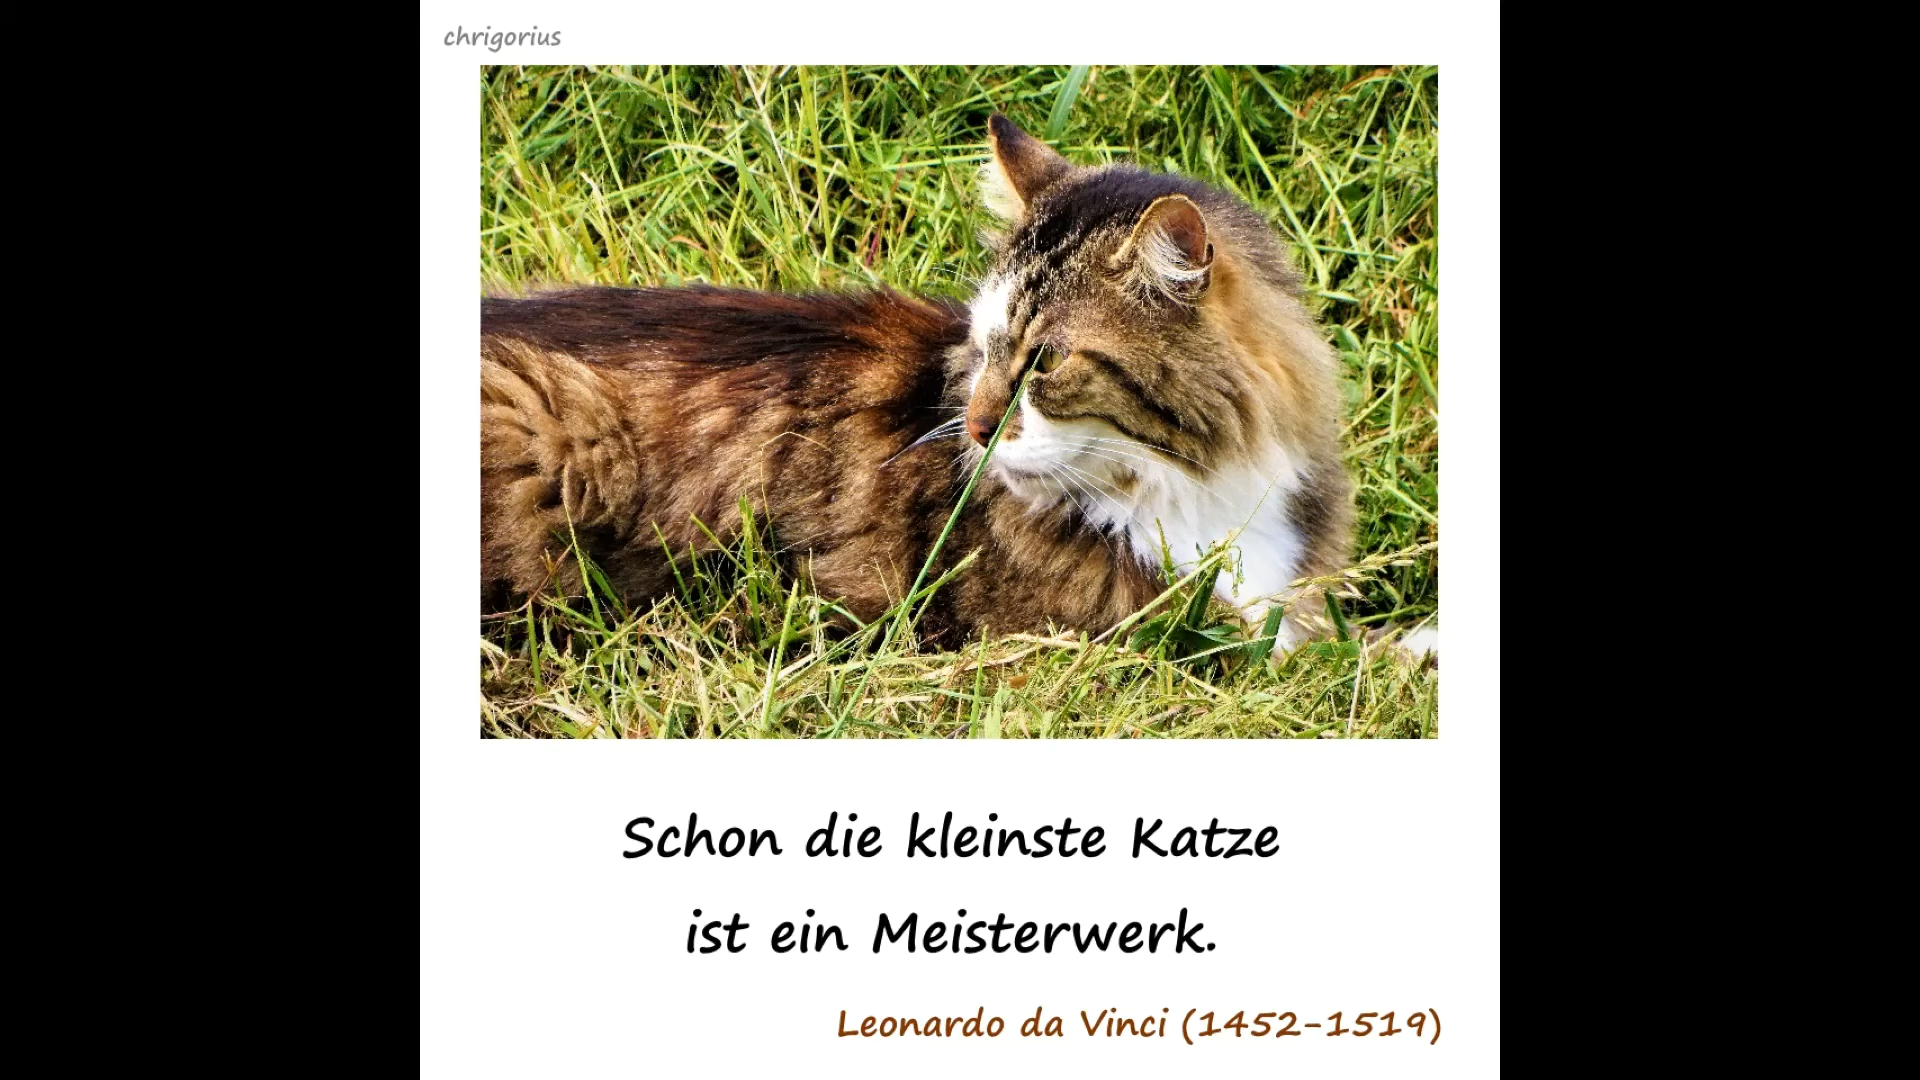 chrigorius
Schon die kleinste Katze
ist ein Meisterwerk.
Leonardo da Vinci (1452-1519)